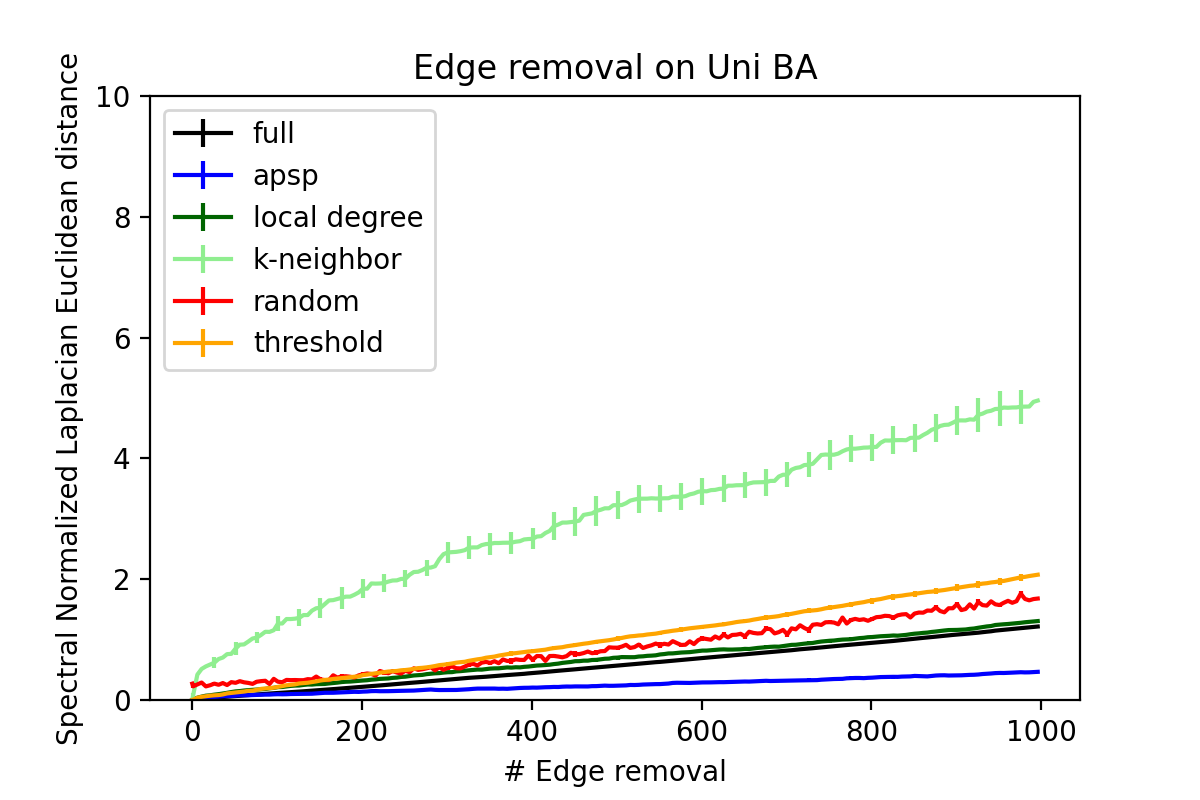 Edge removal on Uni BA
Spectral Normalized Laplacian Euclidean distance
10
8
6
4
2
0
full
apsp
local degree
k-neighbor
random
threshold
0 200 400 600 800 1000
# Edge removal